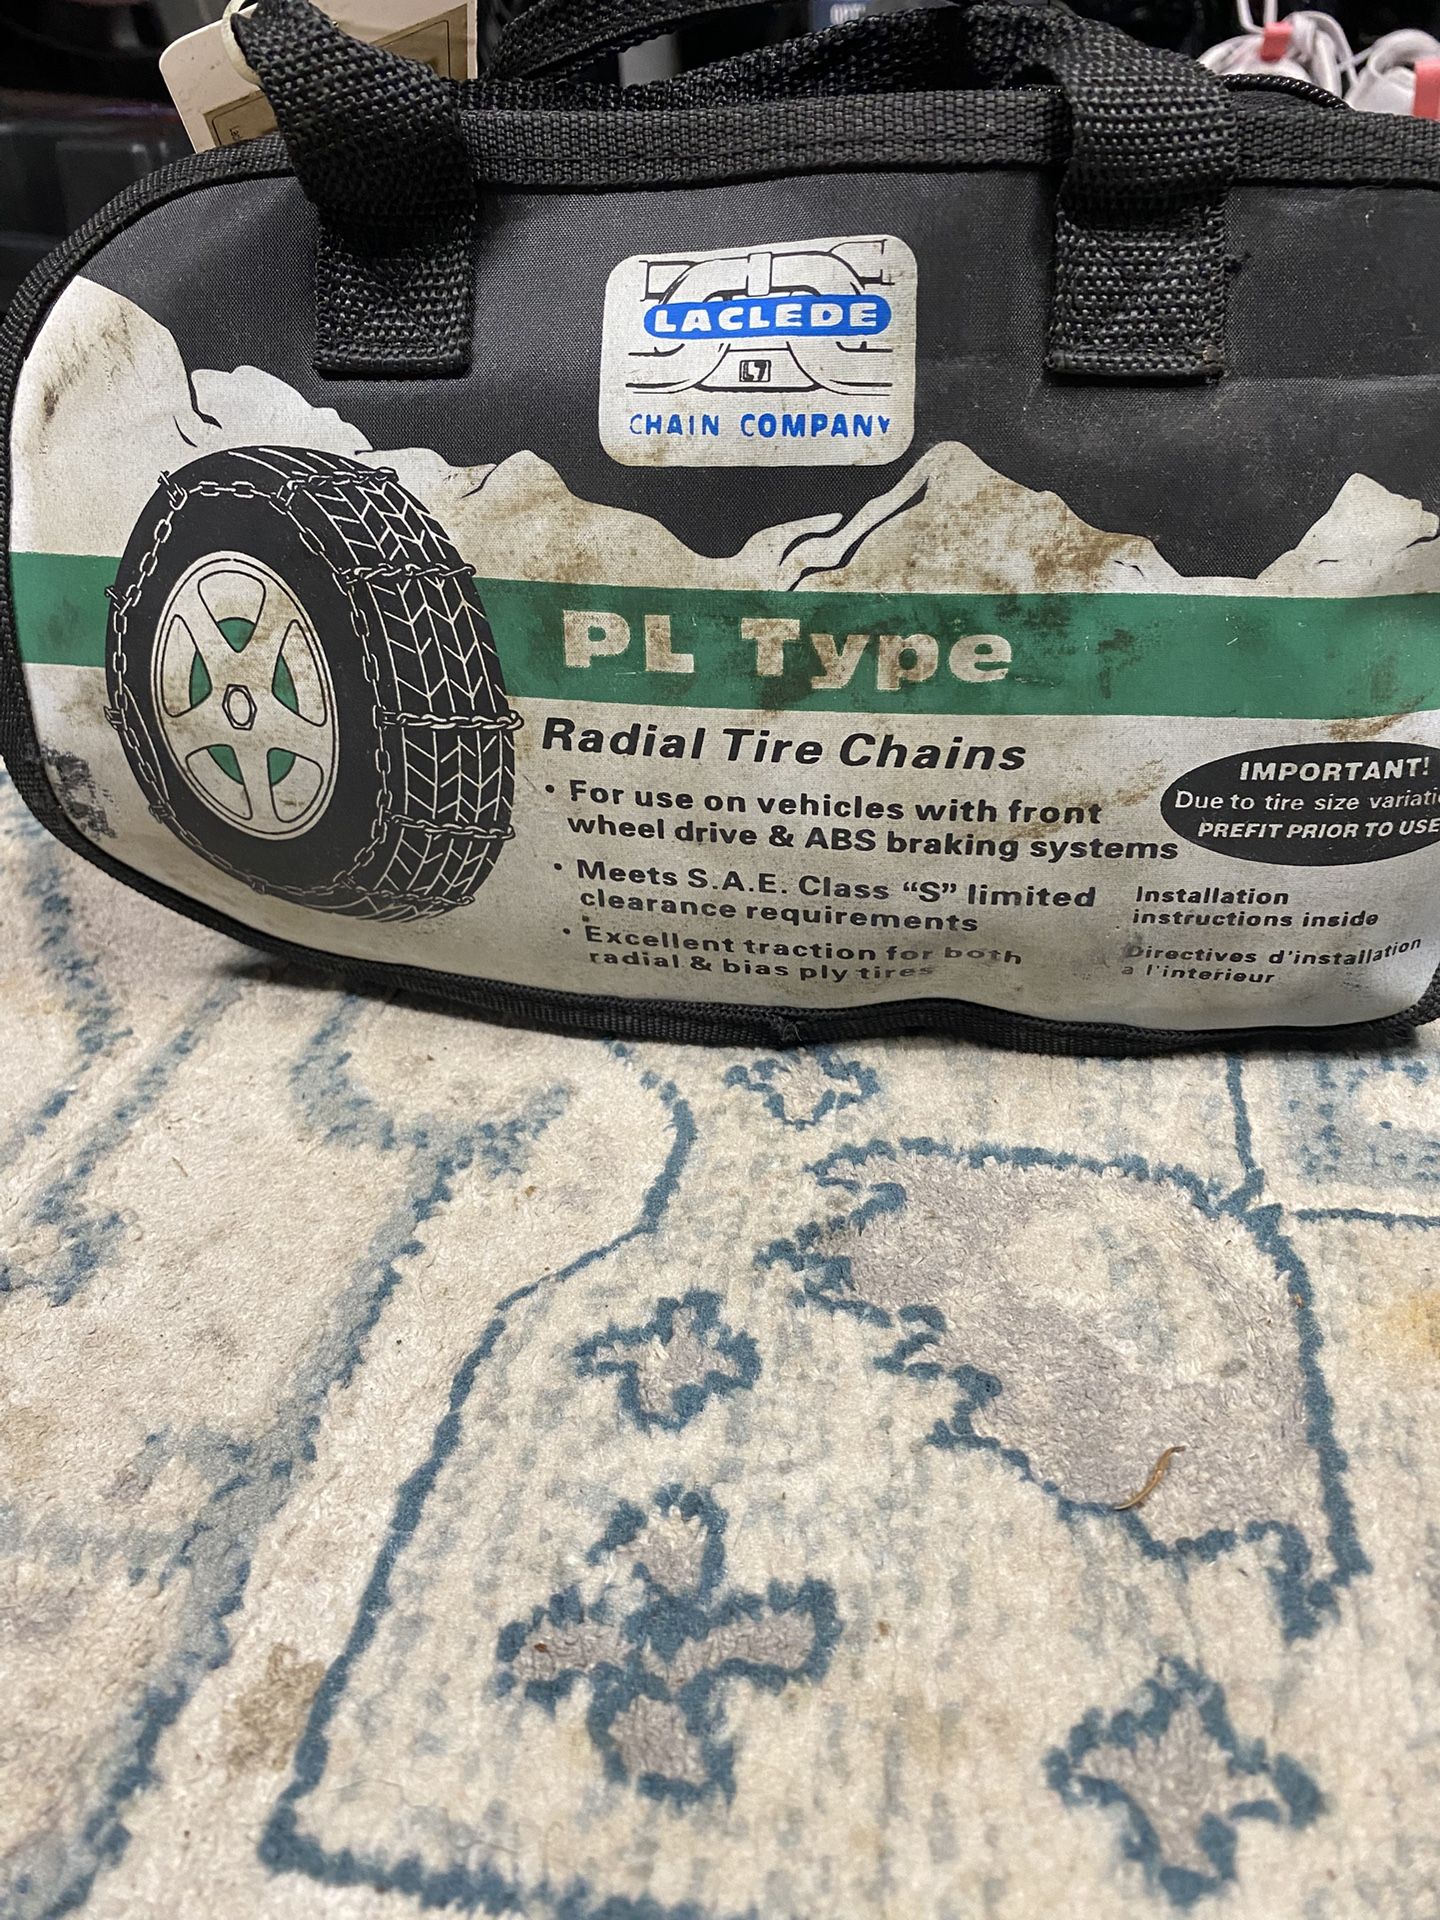 LACLEDE
L7
CHAIN COMPANY
PL Type
Radial Tire Chains
• For use on vehicles with front
wheel drive & ABS braking systems
• Meets S.A.E. Class “S” limited
clearance requirements
• Excellent traction for both
radial & bias ply tires
IMPORTANT!
Due to tire size
PREFIT PRIOR TO USE
Installation
instructions inside
Directives d'installation
a l'interieur